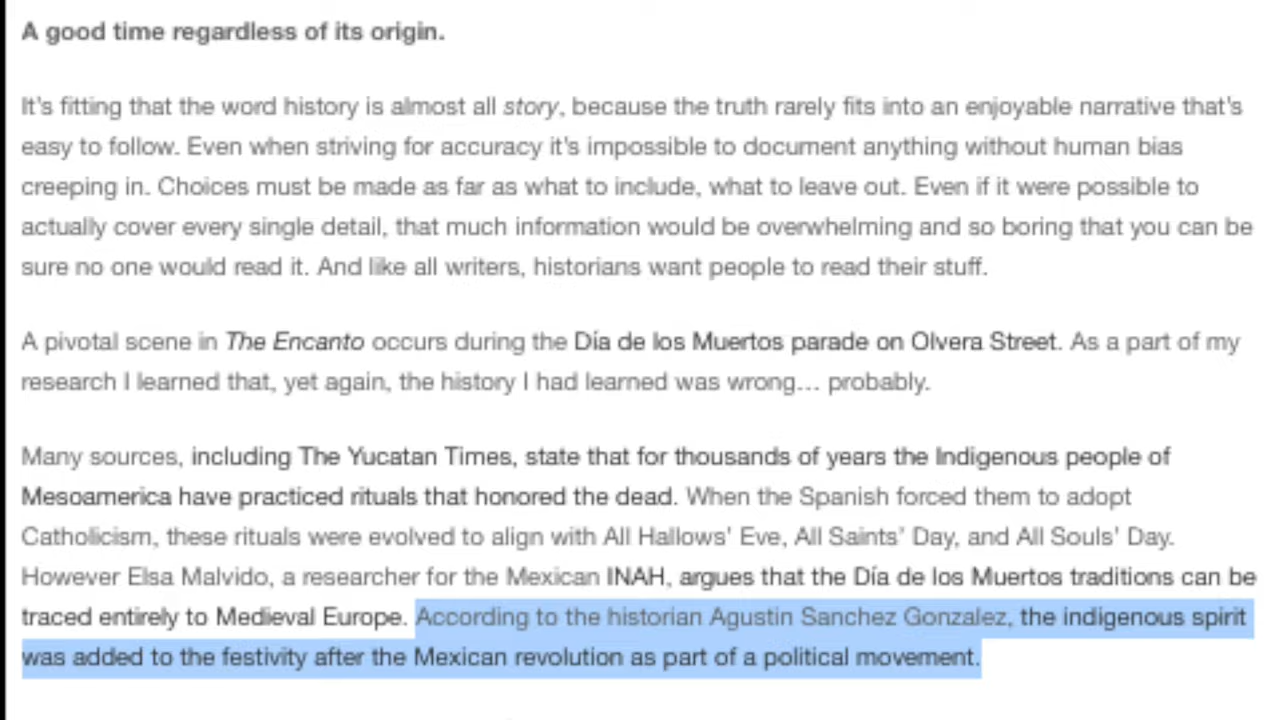 A good time regardless of its origin.
It's fitting that the word history is almost all story, because the truth rarely fits into an enjoyable narrative that's
easy to follow. Even when striving for accuracy it's impossible to document anything without human bias
creeping in. Choices must be made as far as what to include, what to leave out. Even if it were possible to
actually cover every single detail, that much information would be overwhelming and so boring that you can be
sure no one would read it. And like all writers, historians want people to read their stuff.
A pivotal scene in The Encanto occurs during the Día de los Muertos parade on Olvera Street. As a part of my
research I learned that, yet again, the history I had learned was wrong... probably.
Many sources, including The Yucatan Times, state that for thousands of years the Indigenous people of
Mesoamerica have practiced rituals that honored the dead. When the Spanish forced them to adopt
Catholicism, these rituals were evolved to align with All Hallows' Eve, All Saints' Day, and All Souls' Day.
However Elsa Malvido, a researcher for the Mexican INAH, argues that the Día de los Muertos traditions can be
traced entirely to Medieval Europe. According to the historian Agustin Sanchez Gonzalez, the indigenous spirit
was added to the festivity after the Mexican revolution as part of a political movement.